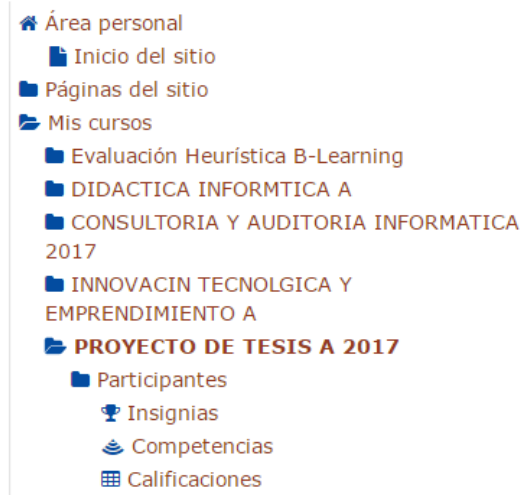 Área personal
Inicio del sitio
Páginas del sitio
Mis cursos
Evaluación Heurística B-Learning
DIDACTICA INFORMTICA A
CONSULTORIA Y AUDITORIA INFORMATICA
2017
INNOVACIN TECNOLGICA Y
EMPRENDIMIENTO A
PROYECTO DE TESIS A 2017
Participantes
Insignias
Competencias
Calificaciones